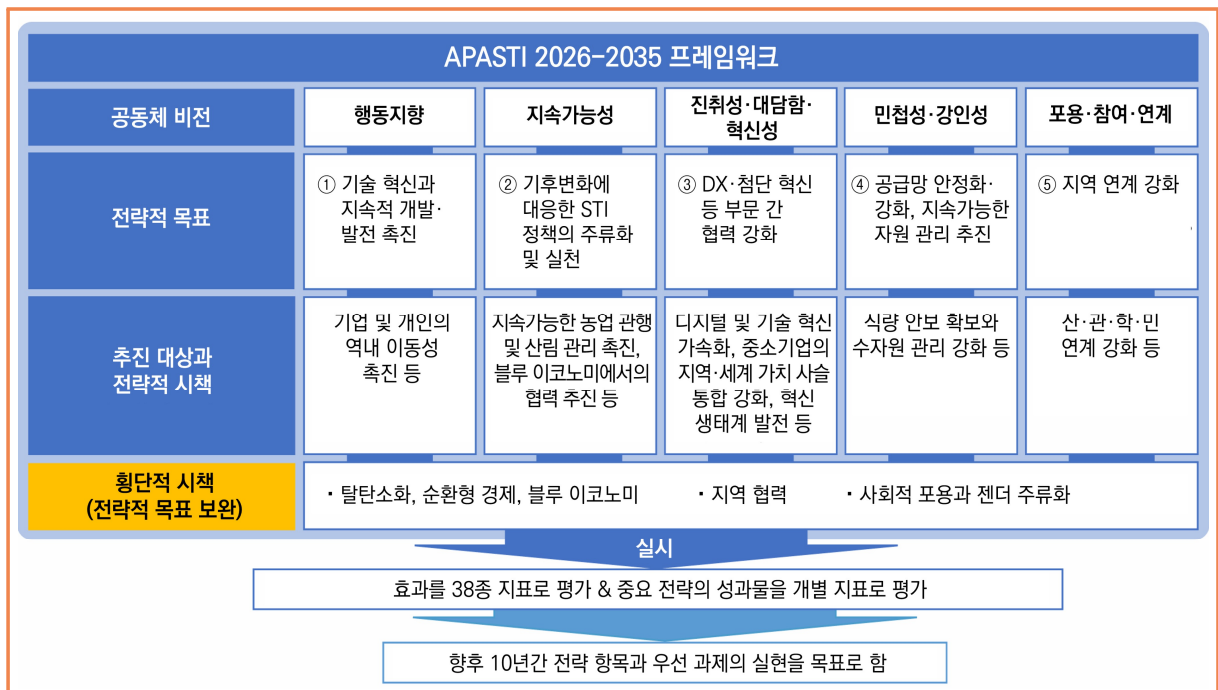 APASTI 2026-2035 프레임워크
공동체 비전
행동지향
지속가능성
진취성·대담함·
혁신성
민첩성·강인성
포용·참여·연계
전략적 목표
① 기술 혁신과
지속적 개발·
발전 촉진
② 기후변화에
대응한 STI
정책의 주류화
및 실천
③ DX·첨단 혁신
등 부문 간
협력 강화
④ 공급망 안정화·
강화, 지속가능한
자원 관리 추진
⑤ 지역 연계 강화
추진 대상과
전략적 시책
기업 및 개인의
역내 이동성
촉진 등
지속가능한 농업 관행
및 산림 관리 촉진,
블루 이코노미에서의
협력 추진 등
디지털 및 기술 혁신
가속화, 중소기업의
지역·세계 가치 사슬
통합 강화, 혁신
생태계 발전 등
식량 안보 확보와
수자원 관리 강화 등
산·관·학·민
연계 강화 등
횡단적 시책
(전략적 목표 보완)
· 탈탄소화, 순환형 경제, 블루 이코노미 · 지역 협력 · 사회적 포용과 젠더 주류화
실시
효과를 38종 지표로 평가 & 중요 전략의 성과물을 개별 지표로 평가
향후 10년간 전략 항목과 우선 과제의 실현을 목표로 함